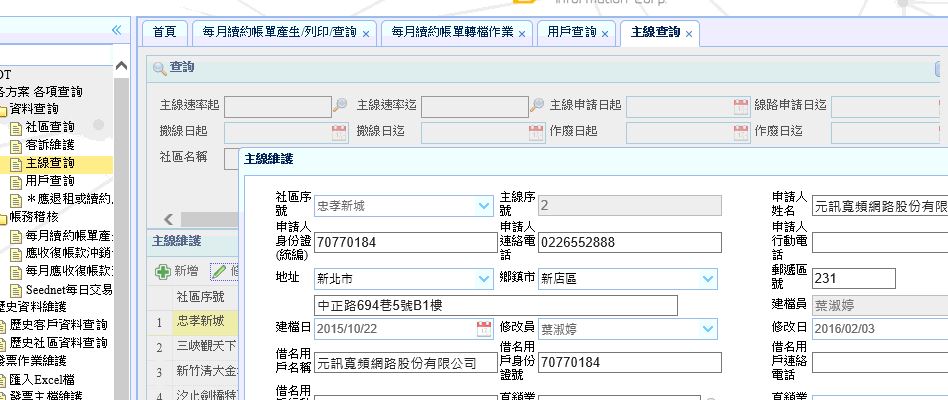 Information Corp.
首頁
每月續約帳單產生/列印/查詢 ×
每月續約帳單轉檔作業 ×
用戶查詢 ×
主線查詢 ×
«
各方案 各項查詢
資料查詢
社區查詢
客訴維護
主線查詢
用戶查詢
＊應退租或續約
帳務稽核
每月續約帳單產
應收復帳款沖銷
每月應收復帳款
Seednet每日交易
歷史資料維護
歷史客戶資料查詢
歷史社區資料查詢
發票作業維護
匯入Excel檔
發票主檔維護
查詢
主線速率起
主線速率迄
主線申請日起
線路申請日迄
撤線日起
撤線日迄
作廢日起
作廢日迄
社區名稱
主線維護
新增
社區序號
1 忠孝新城
2 三峽觀天下
3 新竹清大金
4 汐止劍橋特
主線維護
社區序號 忠孝新城
主線序號 2
申請人姓名 元訊寬頻網路股份有限
申請人身份證(統編) 70770184
申請人連絡電話 0226552888
申請人行動電話
地址 新北市
鄉鎮市 新店區
郵遞區號 231
中正路694巷5號B1樓
建檔員 葉淑婷
建檔日 2015/10/22
修改員 葉淑婷
修改日 2016/02/03
借名用戶名稱 元訊寬頻網路股份有限公司
借名用戶身份證號 70770184
借名用戶連絡電話
借名用
直銷業